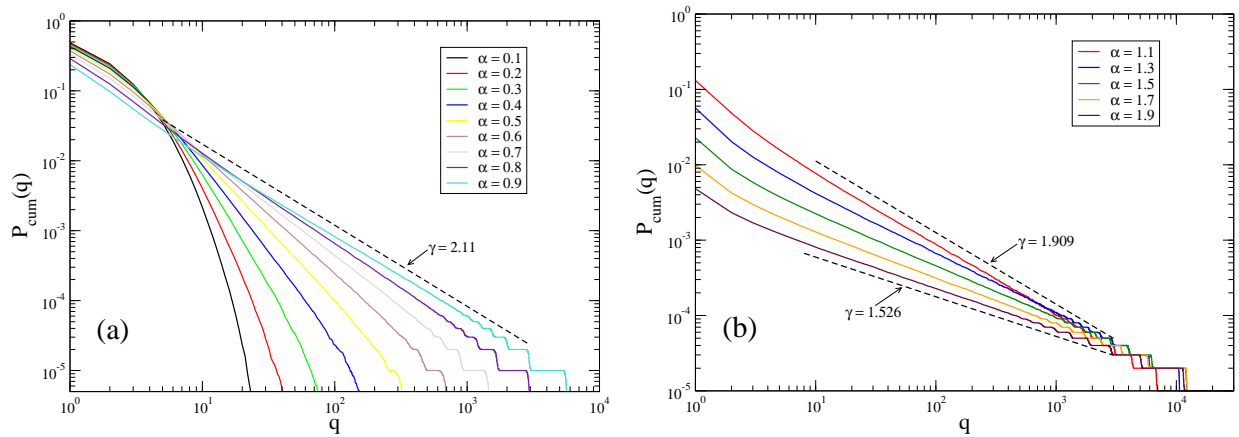 10^0
10^-1
10^-2
10^-3
10^-4
10^-5
P_cum(q)
α = 0.1
α = 0.2
α = 0.3
α = 0.4
α = 0.5
α = 0.6
α = 0.7
α = 0.8
α = 0.9
γ = 2.11
(a)
10^0 10^1 10^2 10^3 10^4
q
10^0
10^-1
10^-2
10^-3
10^-4
10^-5
P_cum(q)
α = 1.1
α = 1.3
α = 1.5
α = 1.7
α = 1.9
γ = 1.909
γ = 1.526
(b)
10^0 10^1 10^2 10^3 10^4
q